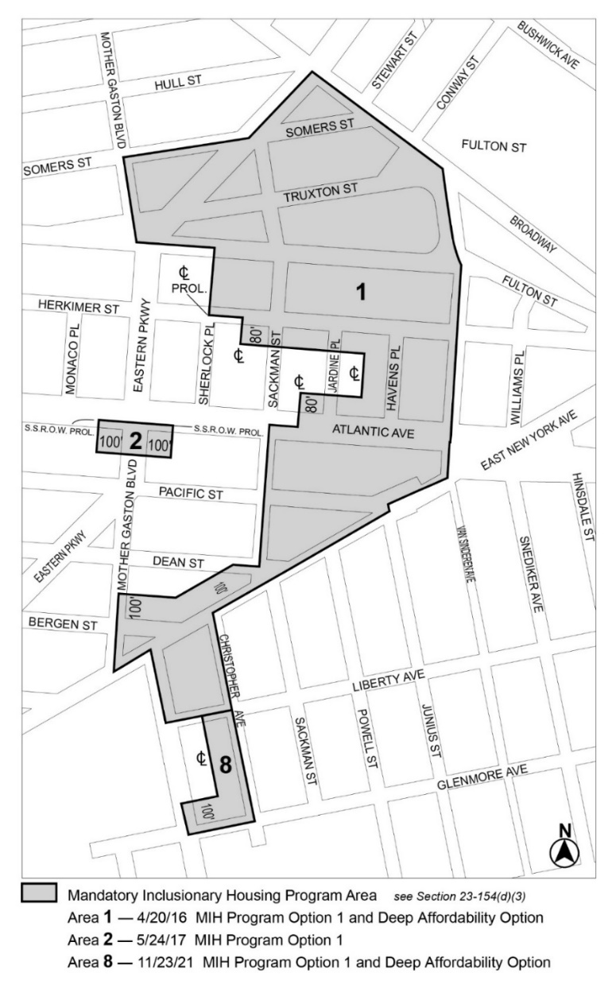 MOTHER GASTON BLVD
HULL ST
STEWART ST
CONWAY ST
BUSHWICK AVE
SOMERS ST
SOMERS ST
FULTON ST
TRUXTON ST
BROADWAY
℄
PROL.
1
FULTON ST
HERKIMER ST
MONACO PL
EASTERN PKWY
SHERLOCK PL
80'
℄
SACKMAN ST
℄
JARDINE PL
℄
HAVENS PL
WILLIAMS PL
80'
S.S.R.O.W. PROL.
100'
2
100'
S.S.R.O.W. PROL.
ATLANTIC AVE
EAST NEW YORK AVE
PACIFIC ST
MOTHER GASTON BLVD
HINSDALE ST
EASTERN PKWY
DEAN ST
VAN SINDEREN AVE
SNEDIKER AVE
100'
100'
BERGEN ST
CHRISTOPHER AVE
LIBERTY AVE
SACKMAN ST
POWELL ST
JUNIUS ST
℄
8
GLENMORE AVE
100'
N
Mandatory Inclusionary Housing Program Area see Section 23-154(d)(3)
Area 1 — 4/20/16 MIH Program Option 1 and Deep Affordability Option
Area 2 — 5/24/17 MIH Program Option 1
Area 8 — 11/23/21 MIH Program Option 1 and Deep Affordability Option